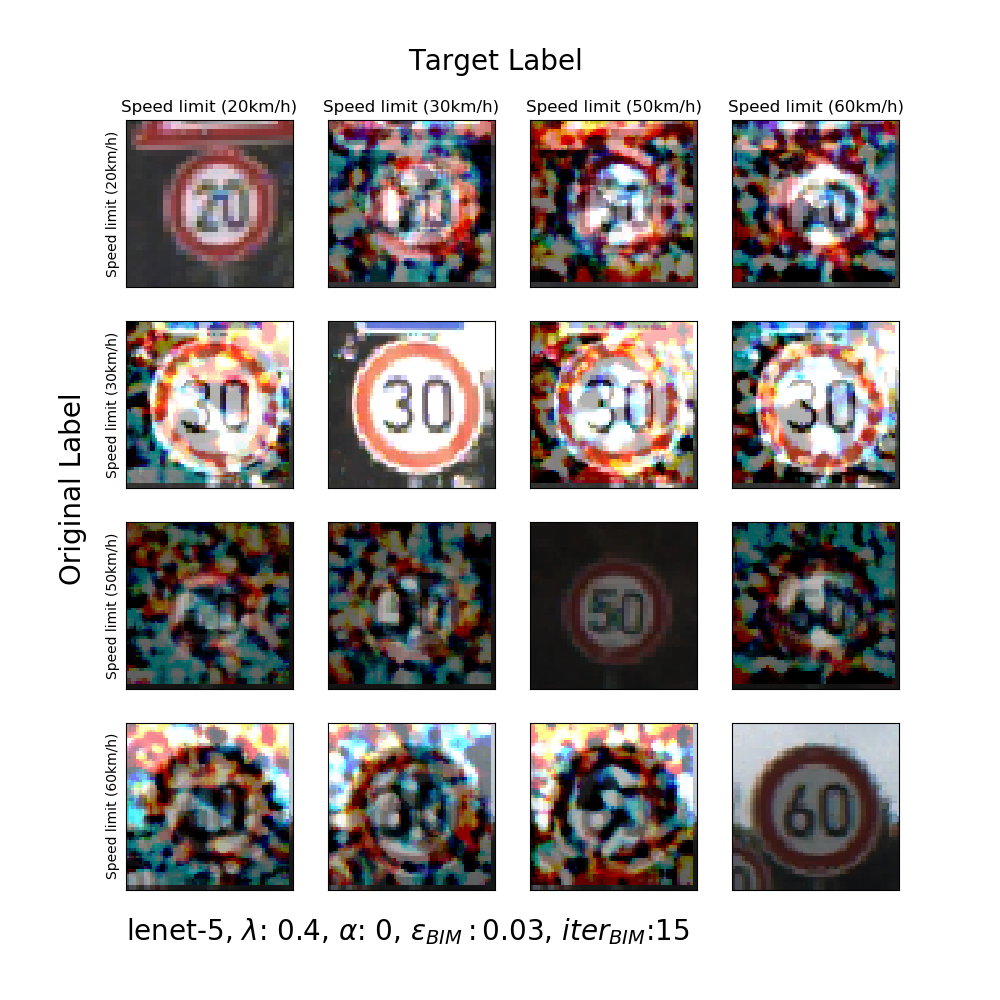 Target Label
Speed limit (20km/h) Speed limit (30km/h) Speed limit (50km/h) Speed limit (60km/h)
Original Label
Speed limit (20km/h)
20
Speed limit (30km/h)
30 30 30 30
Speed limit (50km/h)
50
Speed limit (60km/h)
60
lenet-5, λ: 0.4, α: 0, ε_BIM : 0.03, iter_BIM:15